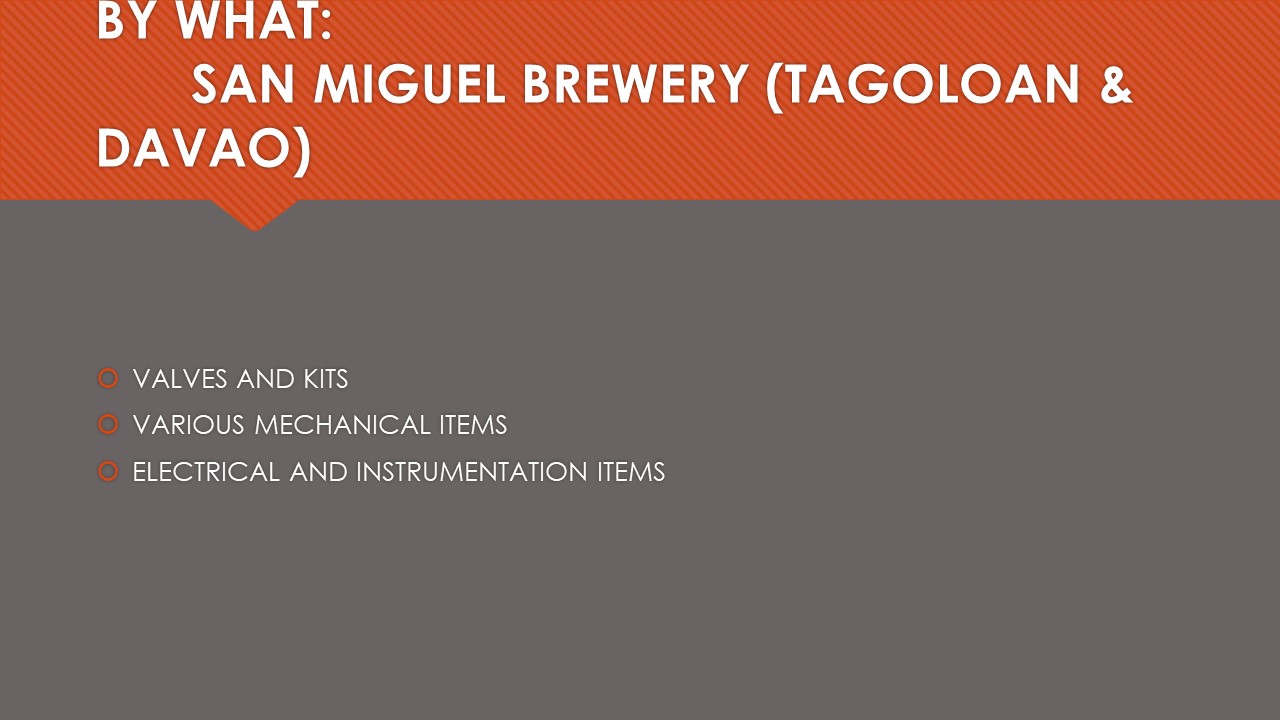 BY WHAT:
SAN MIGUEL BREWERY (TAGOLOAN &
DAVAO)
VALVES AND KITS
VARIOUS MECHANICAL ITEMS
ELECTRICAL AND INSTRUMENTATION ITEMS